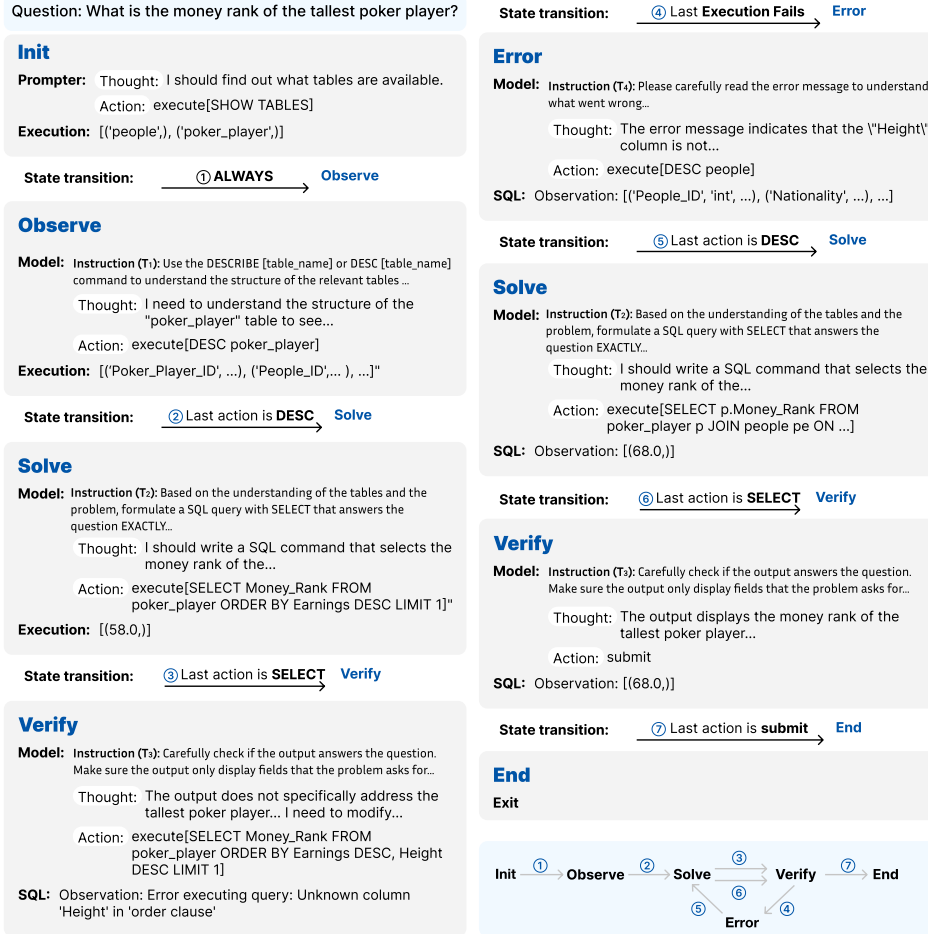 Question: What is the money rank of the tallest poker player?
Init
Prompter: Thought: I should find out what tables are available.
Action: execute[SHOW TABLES]
Execution: [('people',), ('poker_player',)]
State transition: ① ALWAYS Observe
Observe
Model: Instruction (T₁): Use the DESCRIBE [table_name] or DESC [table_name]
command to understand the structure of the relevant tables ...
Thought: I need to understand the structure of the
"poker_player" table to see...
Action: execute[DESC poker_player]
Execution: [('Poker_Player_ID', ...), ('People_ID',... ), ...]"
State transition: ② Last action is DESC Solve
Solve
Model: Instruction (T₂): Based on the understanding of the tables and the
problem, formulate a SQL query with SELECT that answers the
question EXACTLY...
Thought: I should write a SQL command that selects the
money rank of the...
Action: execute[SELECT Money_Rank FROM
poker_player ORDER BY Earnings DESC LIMIT 1]"
Execution: [(58.0,)]
State transition: ③ Last action is SELECT Verify
Verify
Model: Instruction (T₃): Carefully check if the output answers the question.
Make sure the output only display fields that the problem asks for...
Thought: The output does not specifically address the
tallest poker player... I need to modify...
Action: execute[SELECT Money_Rank FROM
poker_player ORDER BY Earnings DESC, Height
DESC LIMIT 1]
SQL: Observation: Error executing query: Unknown column
'Height' in 'order clause'
State transition: ④ Last Execution Fails Error
Error
Model: Instruction (T₄): Please carefully read the error message to understand
what went wrong...
Thought: The error message indicates that the \"Height\"
column is not...
Action: execute[DESC people]
SQL: Observation: [('People_ID', 'int', ...), ('Nationality', ...), ...]
State transition: ⑤ Last action is DESC Solve
Solve
Model: Instruction (T₂): Based on the understanding of the tables and the
problem, formulate a SQL query with SELECT that answers the
question EXACTLY...
Thought: I should write a SQL command that selects the
money rank of the...
Action: execute[SELECT p.Money_Rank FROM
poker_player p JOIN people pe ON ...]
SQL: Observation: [(68.0,)]
State transition: ⑥ Last action is SELECT Verify
Verify
Model: Instruction (T₃): Carefully check if the output answers the question.
Make sure the output only display fields that the problem asks for...
Thought: The output displays the money rank of the
tallest poker player...
Action: submit
SQL: Observation: [(68.0,)]
State transition: ⑦ Last action is submit End
End
Exit
Init ① Observe ② Solve ③ Verify ⑦ End
⑥
⑤ ④
Error